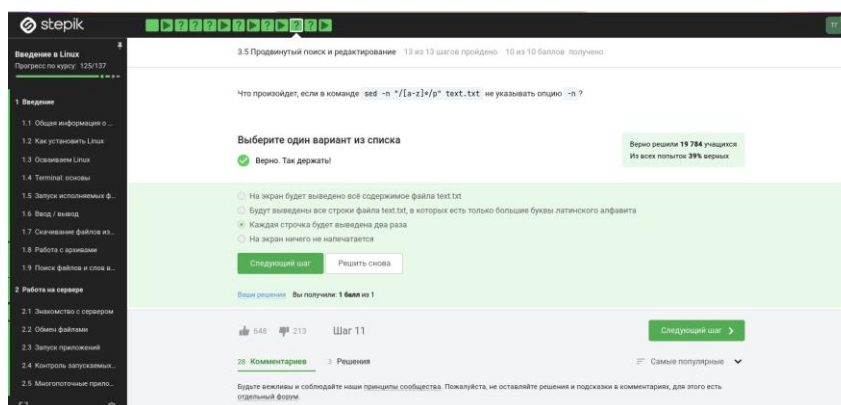 stepik
ТГ
Введение в Linux
Прогресс по курсу: 125/137
3.5 Продвинутый поиск и редактирование 13 из 13 шагов пройдено 10 из 10 баллов получено
1 Введение
1.1 Общая информация о ...
1.2 Как установить Linux
1.3 Осваиваем Linux
1.4 Terminal: основы
1.5 Запуск исполняемых ф...
1.6 Ввод / вывод
1.7 Скачивание файлов из...
1.8 Работа с архивами
1.9 Поиск файлов и слов в...
2 Работа на сервере
2.1 Знакомство с сервером
2.2 Обмен файлами
2.3 Запуск приложений
2.4 Контроль запускаемых...
2.5 Многопоточные прило...
Что произойдет, если в команде sed -n "/[a-z]*/p" text.txt не указывать опцию -n ?
Выберите один вариант из списка
Верно. Так держать!
Верно решили 19 784 учащихся
Из всех попыток 39% верных
На экран будет выведено всё содержимое файла text.txt
Будут выведены все строки файла text.txt, в которых есть только большие буквы латинского алфавита
Каждая строчка будет выведена два раза
На экран ничего не напечатается
Следующий шаг
Решить снова
Ваши решения Вы получили: 1 балл из 1
648 213 Шаг 11
Следующий шаг
28 Комментариев 3 Решения
Самые популярные
Будьте вежливы и соблюдайте наши принципы сообщества. Пожалуйста, не оставляйте решения и подсказки в комментариях, для этого есть
отдельный форум.